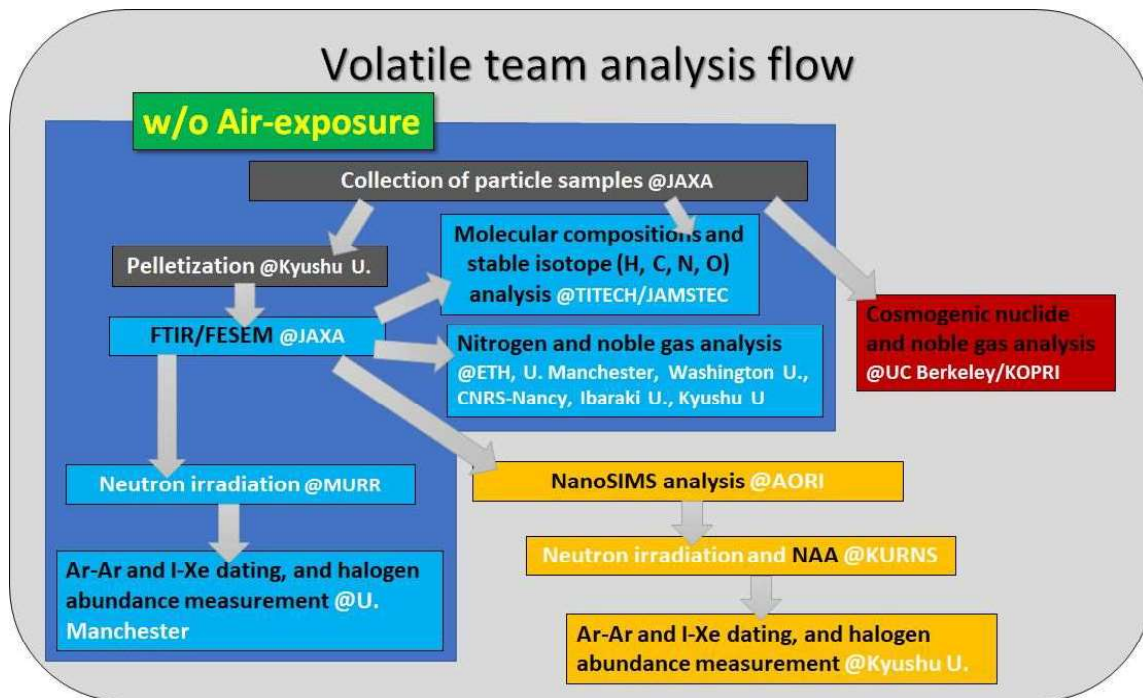 Volatile team analysis flow
w/o Air-exposure
Collection of particle samples @JAXA
Pelletization @Kyushu U.
Molecular compositions and
stable isotope (H, C, N, O)
analysis @TITECH/JAMSTEC
FTIR/FESEM @JAXA
Nitrogen and noble gas analysis
@ETH, U. Manchester, Washington U.,
CNRS-Nancy, Ibaraki U., Kyushu U
Cosmogenic nuclide
and noble gas analysis
@UC Berkeley/KOPRI
Neutron irradiation @MURR
NanoSIMS analysis @AORI
Ar-Ar and I-Xe dating, and halogen
abundance measurement @U.
Manchester
Neutron irradiation and NAA @KURNS
Ar-Ar and I-Xe dating, and halogen
abundance measurement @Kyushu U.